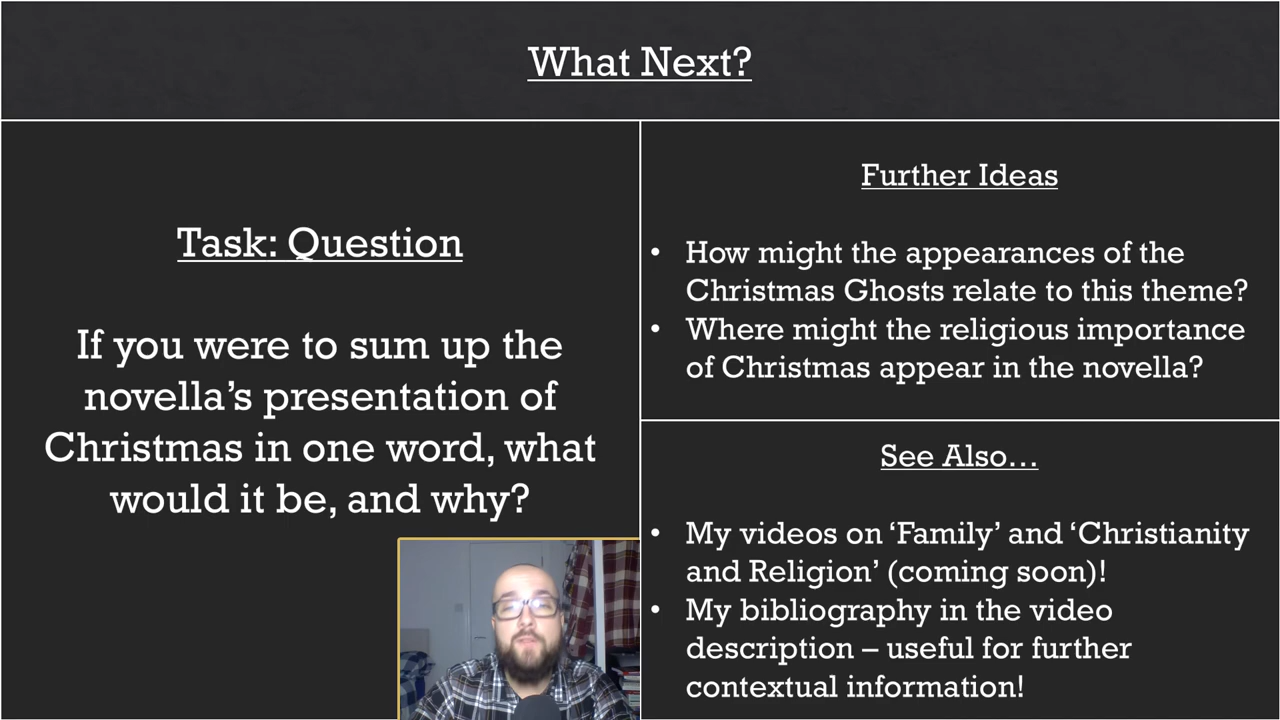 What Next?
Task: Question
If you were to sum up the
novella’s presentation of
Christmas in one word, what
would it be, and why?
Further Ideas
• How might the appearances of the
Christmas Ghosts relate to this theme?
• Where might the religious importance
of Christmas appear in the novella?
See Also...
• My videos on ‘Family’ and ‘Christianity
and Religion’ (coming soon)!
• My bibliography in the video
description – useful for further
contextual information!